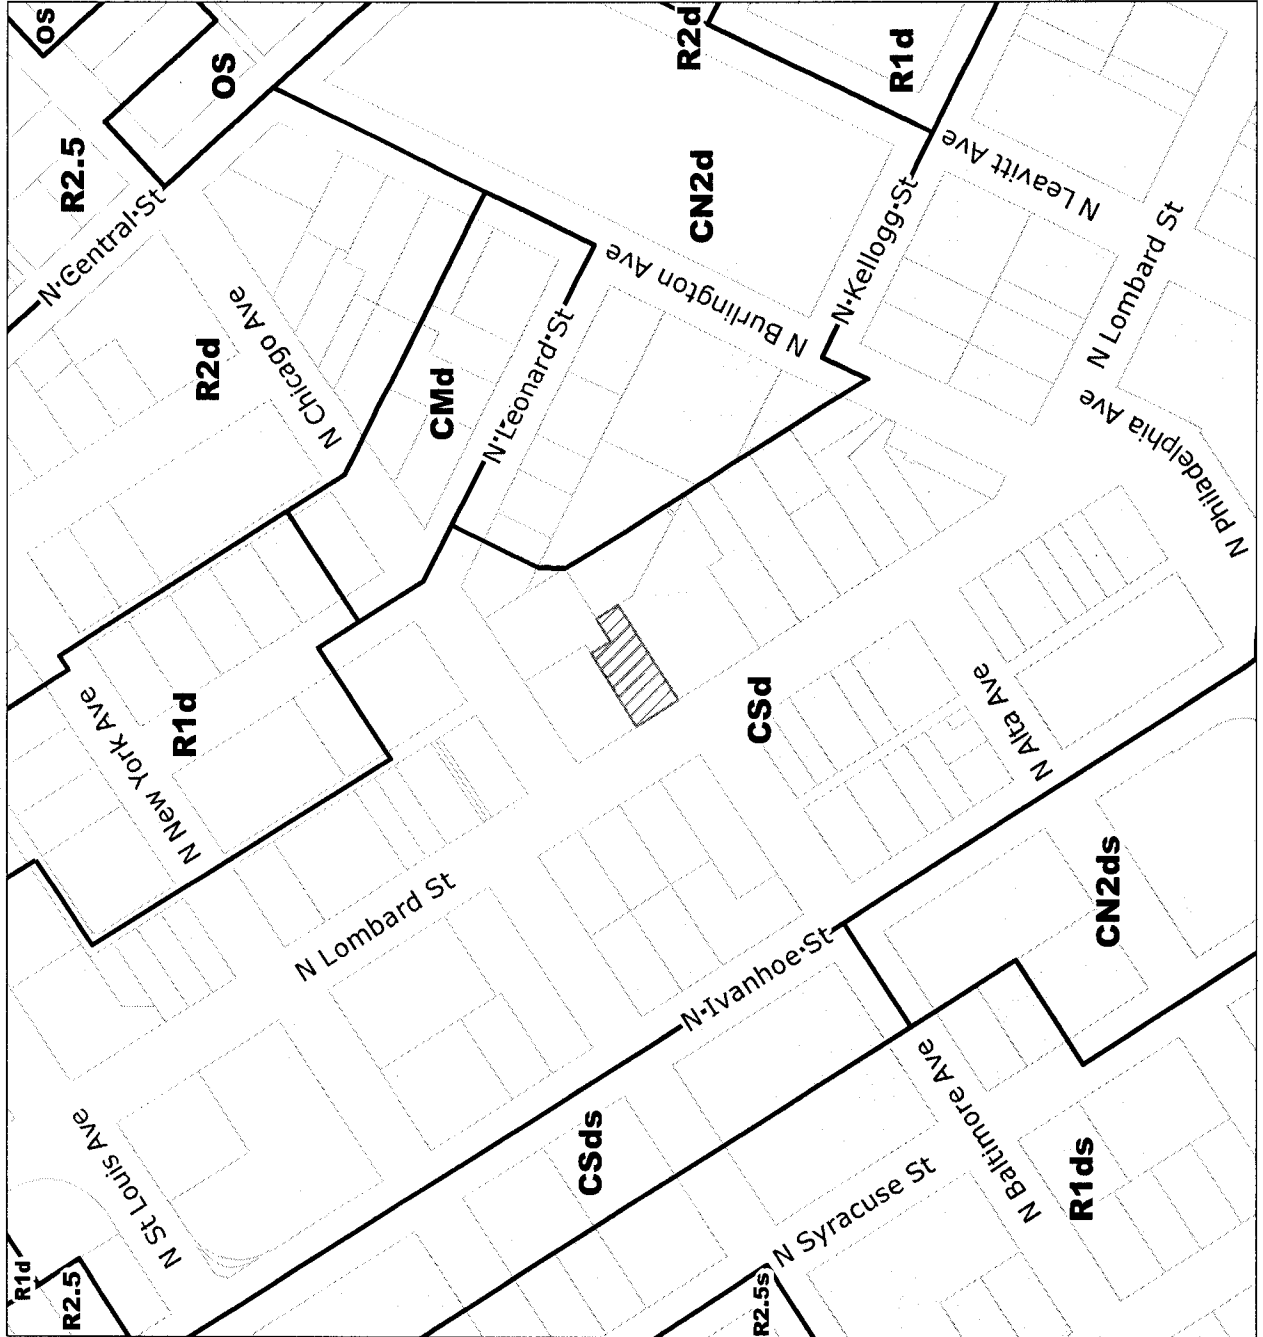 OS
OS
R2.5
N Central St
R2d
R1d
CN2d
R2d
N Chicago Ave
CMd
N Leonard St
N Burlington Ave
N Kellogg St
N Leavitt Ave
N Lombard St
N Philadelphia Ave
N New York Ave
R1d
CSd
N Alta Ave
N Lombard St
N Ivanhoe St
CN2ds
N St Louis Ave
CSds
N Baltimore Ave
R1ds
N Syracuse St
R1d
R2.5
R2.5s